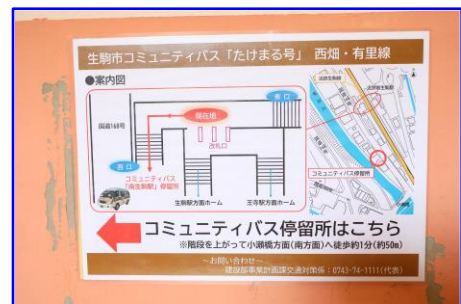 生駒市コミュニティバス「たけまる号」 西畑・有里線
●案内図
東口
国道168号
現在地
改札口
西口
コミュニティバス
「南生駒駅」停留所
生駒駅方面ホーム
王寺駅方面ホーム
コミュニティバス停留所
コミュニティバス停留所はこちら
※階段を上がって小瀬橋方面(南方面)へ徒歩約1分(約50m)
～お問い合わせ～
建設部事業計画課交通対策係:0743-74-1111(代表)